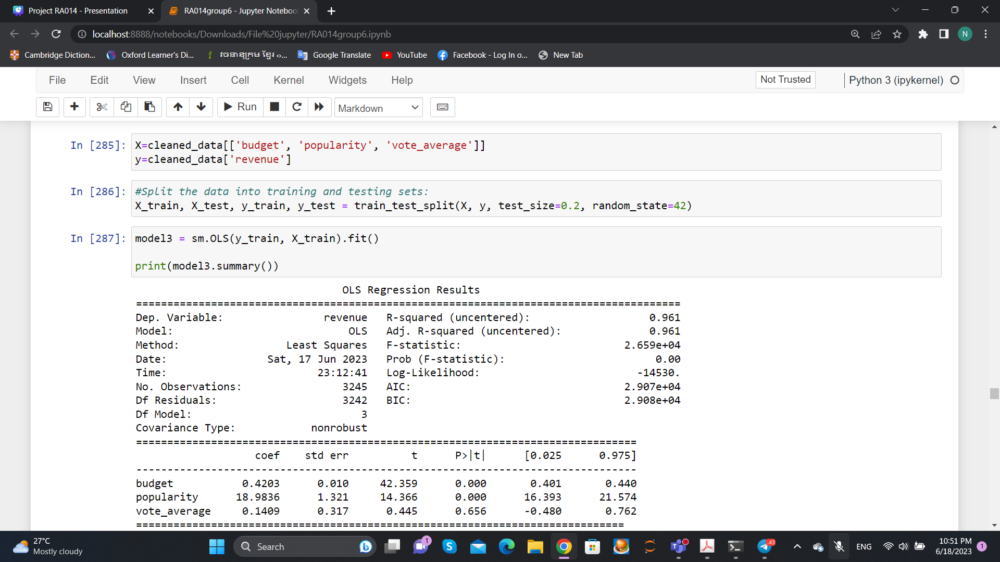 Project RA014 - Presentation
RA014group6 - Jupyter Noteboo
localhost:8888/notebooks/Downloads/File%20jupyter/RA014group6.ipynb
N
Cambridge Diction...
Oxford Learner's Di...
វចនានុក្រម ខ្មែរ ‹›...
Google Translate
YouTube
Facebook - Log In o...
New Tab
File Edit View Insert Cell Kernel Widgets Help
Not Trusted
Python 3 (ipykernel)
Run
Markdown
In [285]: X=cleaned_data[['budget', 'popularity', 'vote_average']]
y=cleaned_data['revenue']
In [286]: #Split the data into training and testing sets:
X_train, X_test, y_train, y_test = train_test_split(X, y, test_size=0.2, random_state=42)
In [287]: model3 = sm.OLS(y_train, X_train).fit()
print(model3.summary())
OLS Regression Results
Dep. Variable: revenue R-squared (uncentered): 0.961
Model: OLS Adj. R-squared (uncentered): 0.961
Method: Least Squares F-statistic: 2.659e+04
Date: Sat, 17 Jun 2023 Prob (F-statistic): 0.00
Time: 23:12:41 Log-Likelihood: -14530.
No. Observations: 3245 AIC: 2.907e+04
Df Residuals: 3242 BIC: 2.908e+04
Df Model: 3
Covariance Type: nonrobust
coef std err t P>|t| [0.025 0.975]
budget 0.4203 0.010 42.359 0.000 0.401 0.440
popularity 18.9836 1.321 14.366 0.000 16.393 21.574
vote_average 0.1409 0.317 0.445 0.656 -0.480 0.762
27°C
Mostly cloudy
Search
1
43
ENG
10:51 PM
6/18/2023
1